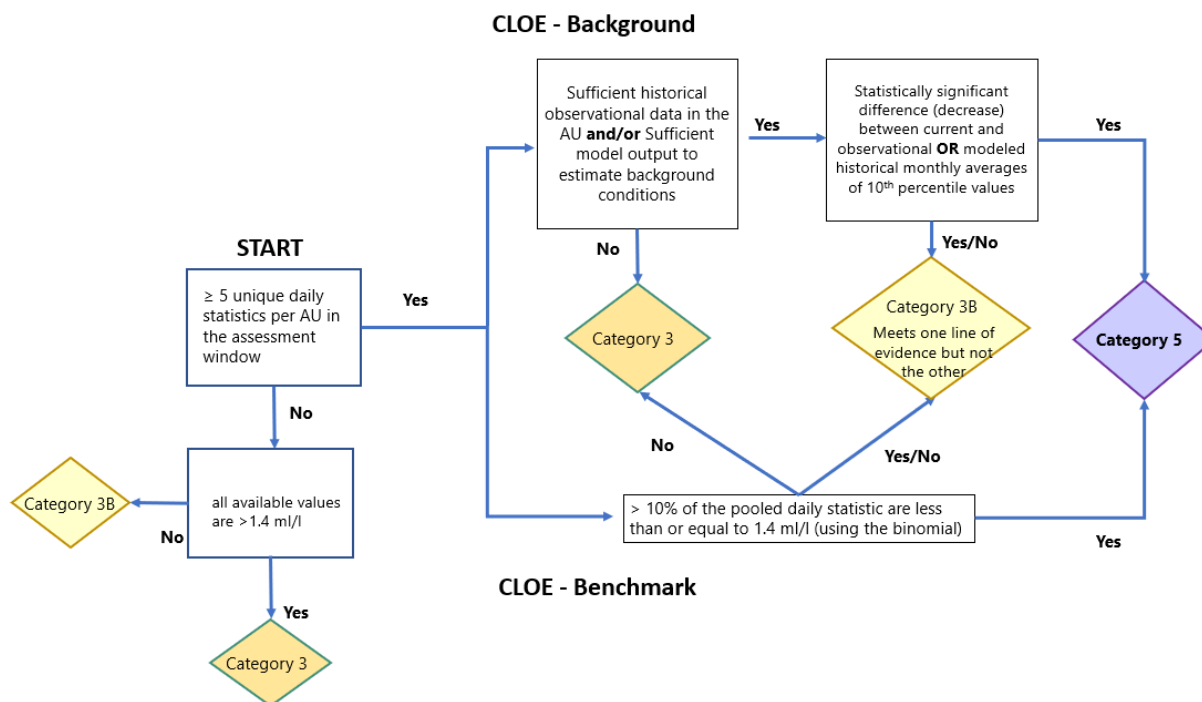 CLOE - Background
Sufficient historical
observational data in the
AU and/or Sufficient
model output to
estimate background
conditions
Yes
Statistically significant
difference (decrease)
between current and
observational OR modeled
historical monthly averages
of 10th percentile values
Yes
No
Yes/No
START
≥ 5 unique daily
statistics per AU in
the assessment
window
Yes
Category 3
Category 3B
Meets one line of
evidence but not
the other
Category 5
No
No
Yes/No
Category 3B
No
all available values
are >1.4 ml/l
> 10% of the pooled daily statistic are less
than or equal to 1.4 ml/l (using the binomial)
Yes
CLOE - Benchmark
Yes
Category 3